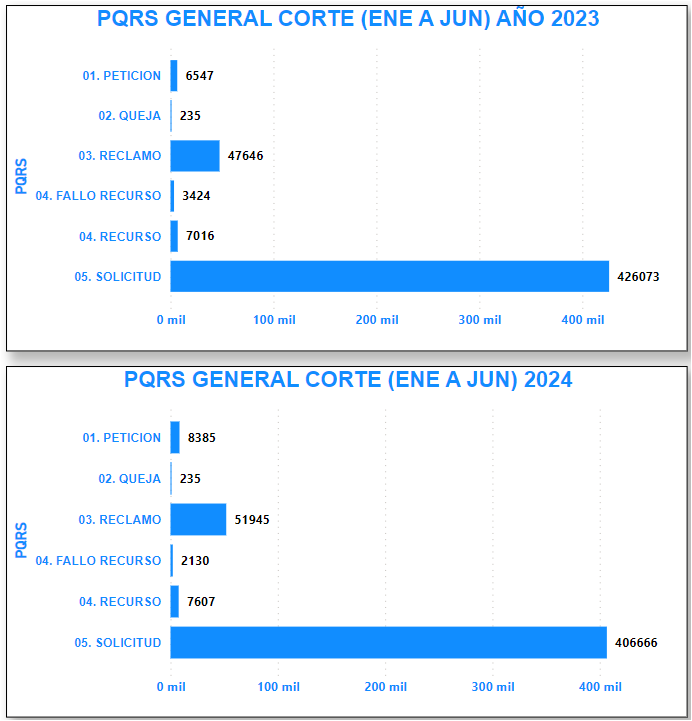 PQRS GENERAL CORTE (ENE A JUN) AÑO 2023
PQRS
01. PETICION 6547
02. QUEJA 235
03. RECLAMO 47646
04. FALLO RECURSO 3424
04. RECURSO 7016
05. SOLICITUD 426073
0 mil 100 mil 200 mil 300 mil 400 mil
PQRS GENERAL CORTE (ENE A JUN) 2024
PQRS
01. PETICION 8385
02. QUEJA 235
03. RECLAMO 51945
04. FALLO RECURSO 2130
04. RECURSO 7607
05. SOLICITUD 406666
0 mil 100 mil 200 mil 300 mil 400 mil